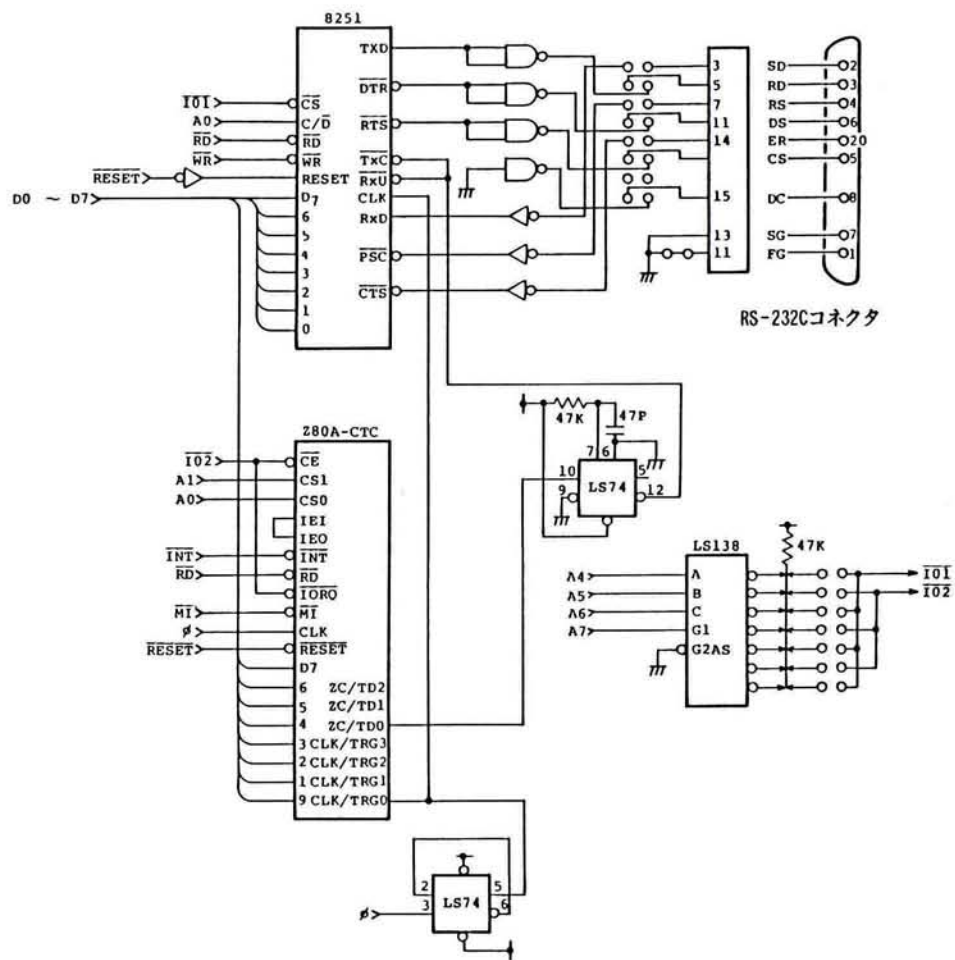 8251
TXD
DTR
RTS
TxC
RxU
CLK
RxD
PSC
CTS
IO1
CS
A0
C/D
RD
RD
WR
WR
RESET
RESET
D0 ~ D7
D7
6
5
4
3
2
1
0
3
5
7
11
14
15
13
11
SD
RD
RS
DS
ER
CS
DC
SG
FG
2
3
4
6
20
5
8
7
1
RS-232Cコネクタ
Z80A-CTC
IO2
CE
A1
CS1
A0
CS0
IEI
IEO
INT
INT
RD
RD
IORQ
MI
MI
φ
CLK
RESET
RESET
D7
6 ZC/TD2
5 ZC/TD1
4 ZC/TD0
3 CLK/TRG3
2 CLK/TRG2
1 CLK/TRG1
9 CLK/TRG0
47K
47P
7
6
10
5
9
LS74
12
LS138
47K
A4
A
A5
B
A6
C
A7
G1
G2AS
IO1
IO2
2
5
3
LS74
6
φ